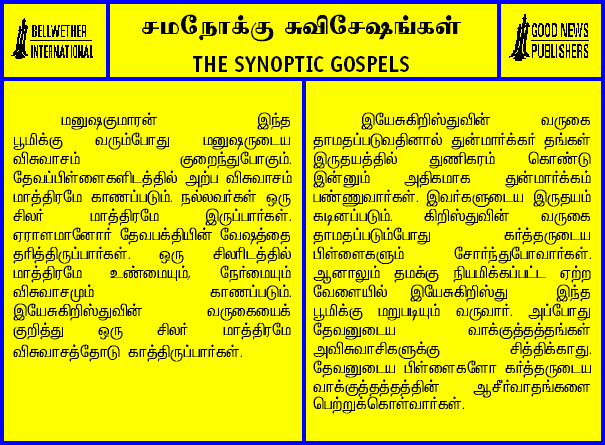 BELLWETHER
INTERNATIONAL
சமநோக்கு சுவிசேஷங்கள்
THE SYNOPTIC GOSPELS
GOOD NEWS
PUBLISHERS
மனுஷகுமாரன் இந்த
பூமிக்கு வரும்போது மனுஷருடைய
விசுவாசம் குறைந்துபோகும்.
தேவப்பிள்ளைகளிடத்தில் அற்ப விசுவாசம்
மாத்திரமே காணப்படும். நல்லவர்கள் ஒரு
சிலர் மாத்திரமே இருப்பார்கள்.
ஏராளமானோர் தேவபக்தியின் வேஷத்தை
தரித்திருப்பார்கள். ஒரு சிலரிடத்தில்
மாத்திரமே உண்மையும், நேர்மையும்
விசுவாசமும் காணப்படும்.
இயேசுகிறிஸ்துவின் வருகையைக்
குறித்து ஒரு சிலர் மாத்திரமே
விசுவாசத்தோடு காத்திருப்பார்கள்.
இயேசுகிறிஸ்துவின் வருகை
தாமதப்படுவதினால் துன்மார்க்கர் தங்கள்
இருதயத்தில் துணிகரம் கொண்டு
இன்னும் அதிகமாக துன்மார்க்கம்
பண்ணுவார்கள். இவர்களுடைய இருதயம்
கடினப்படும். கிறிஸ்துவின் வருகை
தாமதப்படும்போது கர்த்தருடைய
பிள்ளைகளும் சோர்ந்துபோவார்கள்.
ஆனாலும் தமக்கு நியமிக்கப்பட்ட ஏற்ற
வேளையில் இயேசுகிறிஸ்து இந்த
பூமிக்கு மறுபடியும் வருவார். அப்போது
தேவனுடைய வாக்குத்தத்தங்கள்
அவிசுவாசிகளுக்கு சித்திக்காது.
தேவனுடைய பிள்ளைகளோ கர்த்தருடைய
வாக்குத்தத்தத்தின் ஆசீர்வாதங்களை
பெற்றுக்கொள்வார்கள்.